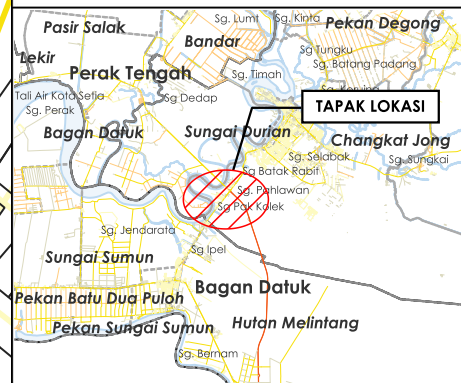 Pasir Salak
Sg. Lumt
Sg. Kinta
Pekan Degong
Bandar
Lekir
Sg Tungku
Sg. Batang Padang
Perak Tengah
Sg. Timah
Tali Air Kota Setia
Sg Dedap
Sg. Perak
TAPAK LOKASI
Bagan Datuk
Sungai Durian
Changkat Jong
Sg. Selabak
Sg. Sungkai
Sg Batak Rabit
Sg. Pahlawan
Sg Pak Kalek
Sg. Jendarata
Sg Ipel
Sungai Sumun
Bagan Datuk
Pekan Batu Dua Puloh
Hutan Melintang
Pekan Sungai Sumun
Sg. Bernam